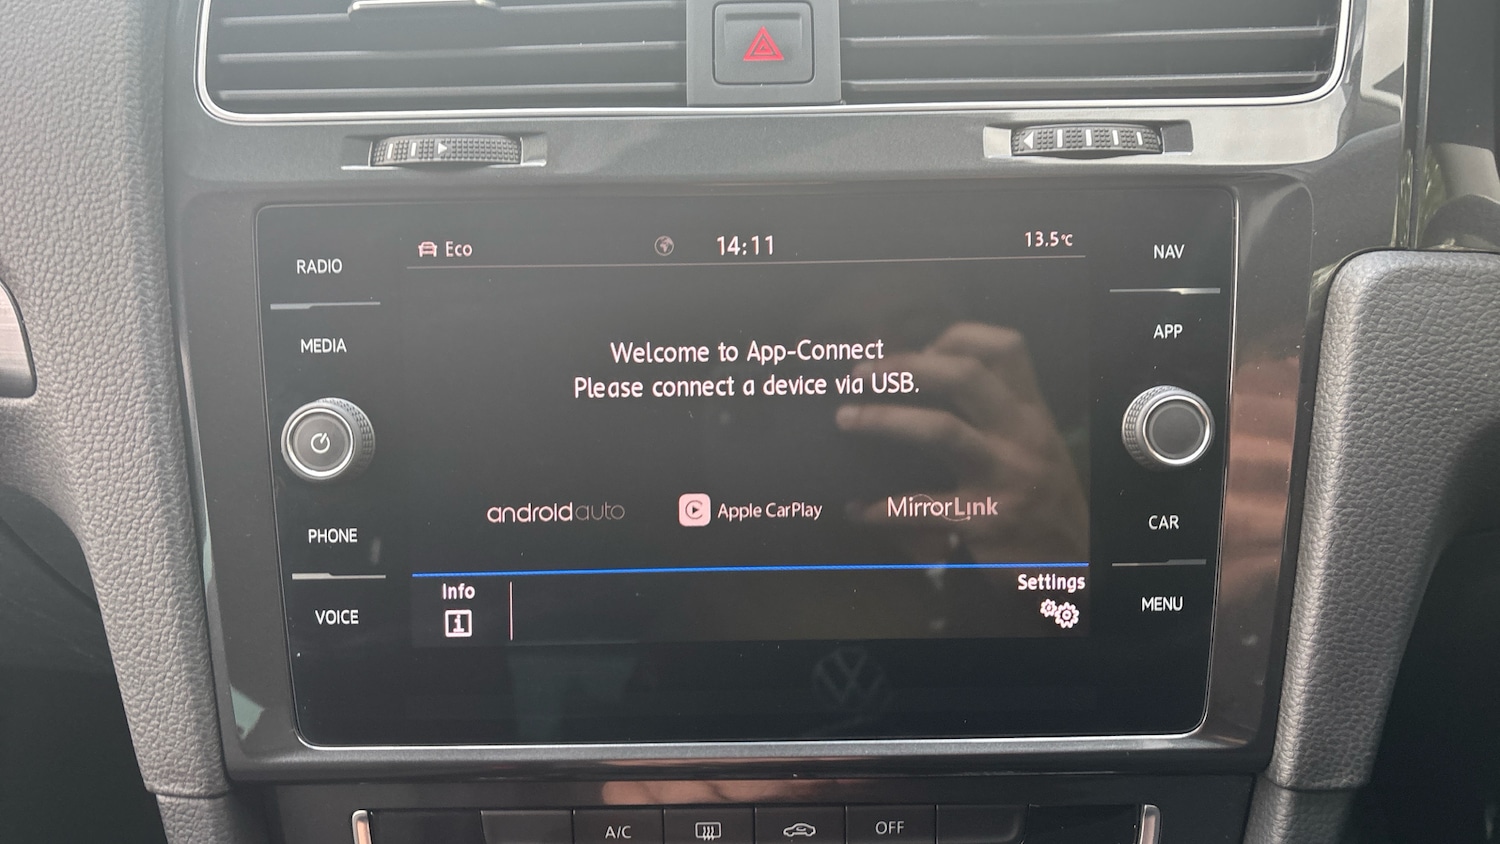 RADIO
MEDIA
PHONE
VOICE
Eco
14:11
13.5°C
Welcome to App-Connect
Please connect a device via USB.
androidauto
Apple CarPlay
MirrorLink
Info
i
Settings
NAV
APP
CAR
MENU
A/C
OFF